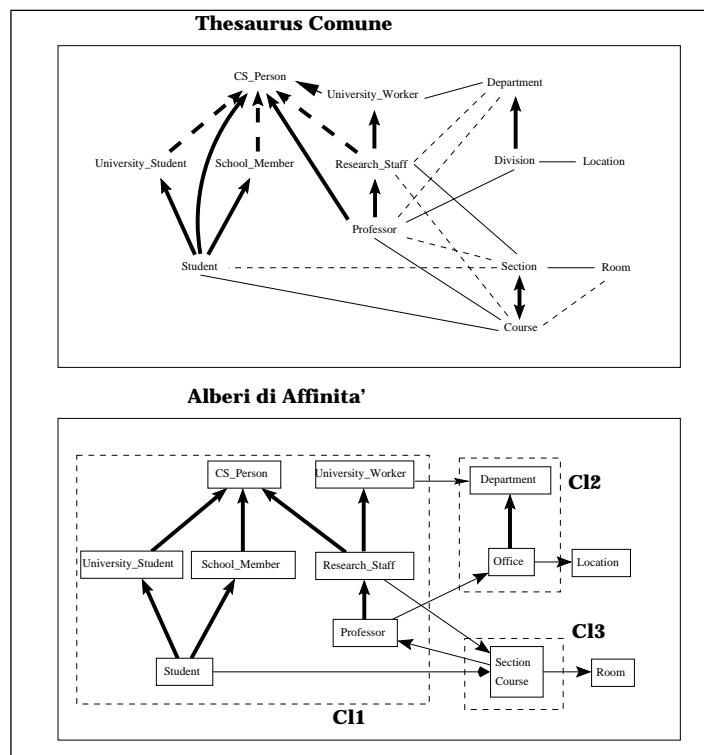 Thesaurus Comune
CS_Person
University_Worker
Department
University_Student
School_Member
Research_Staff
Division
Location
Professor
Student
Section
Room
Course
Alberi di Affinita'
CS_Person
University_Worker
Department
Cl2
University_Student
School_Member
Research_Staff
Office
Location
Professor
Cl3
Student
Section
Course
Room
Cl1